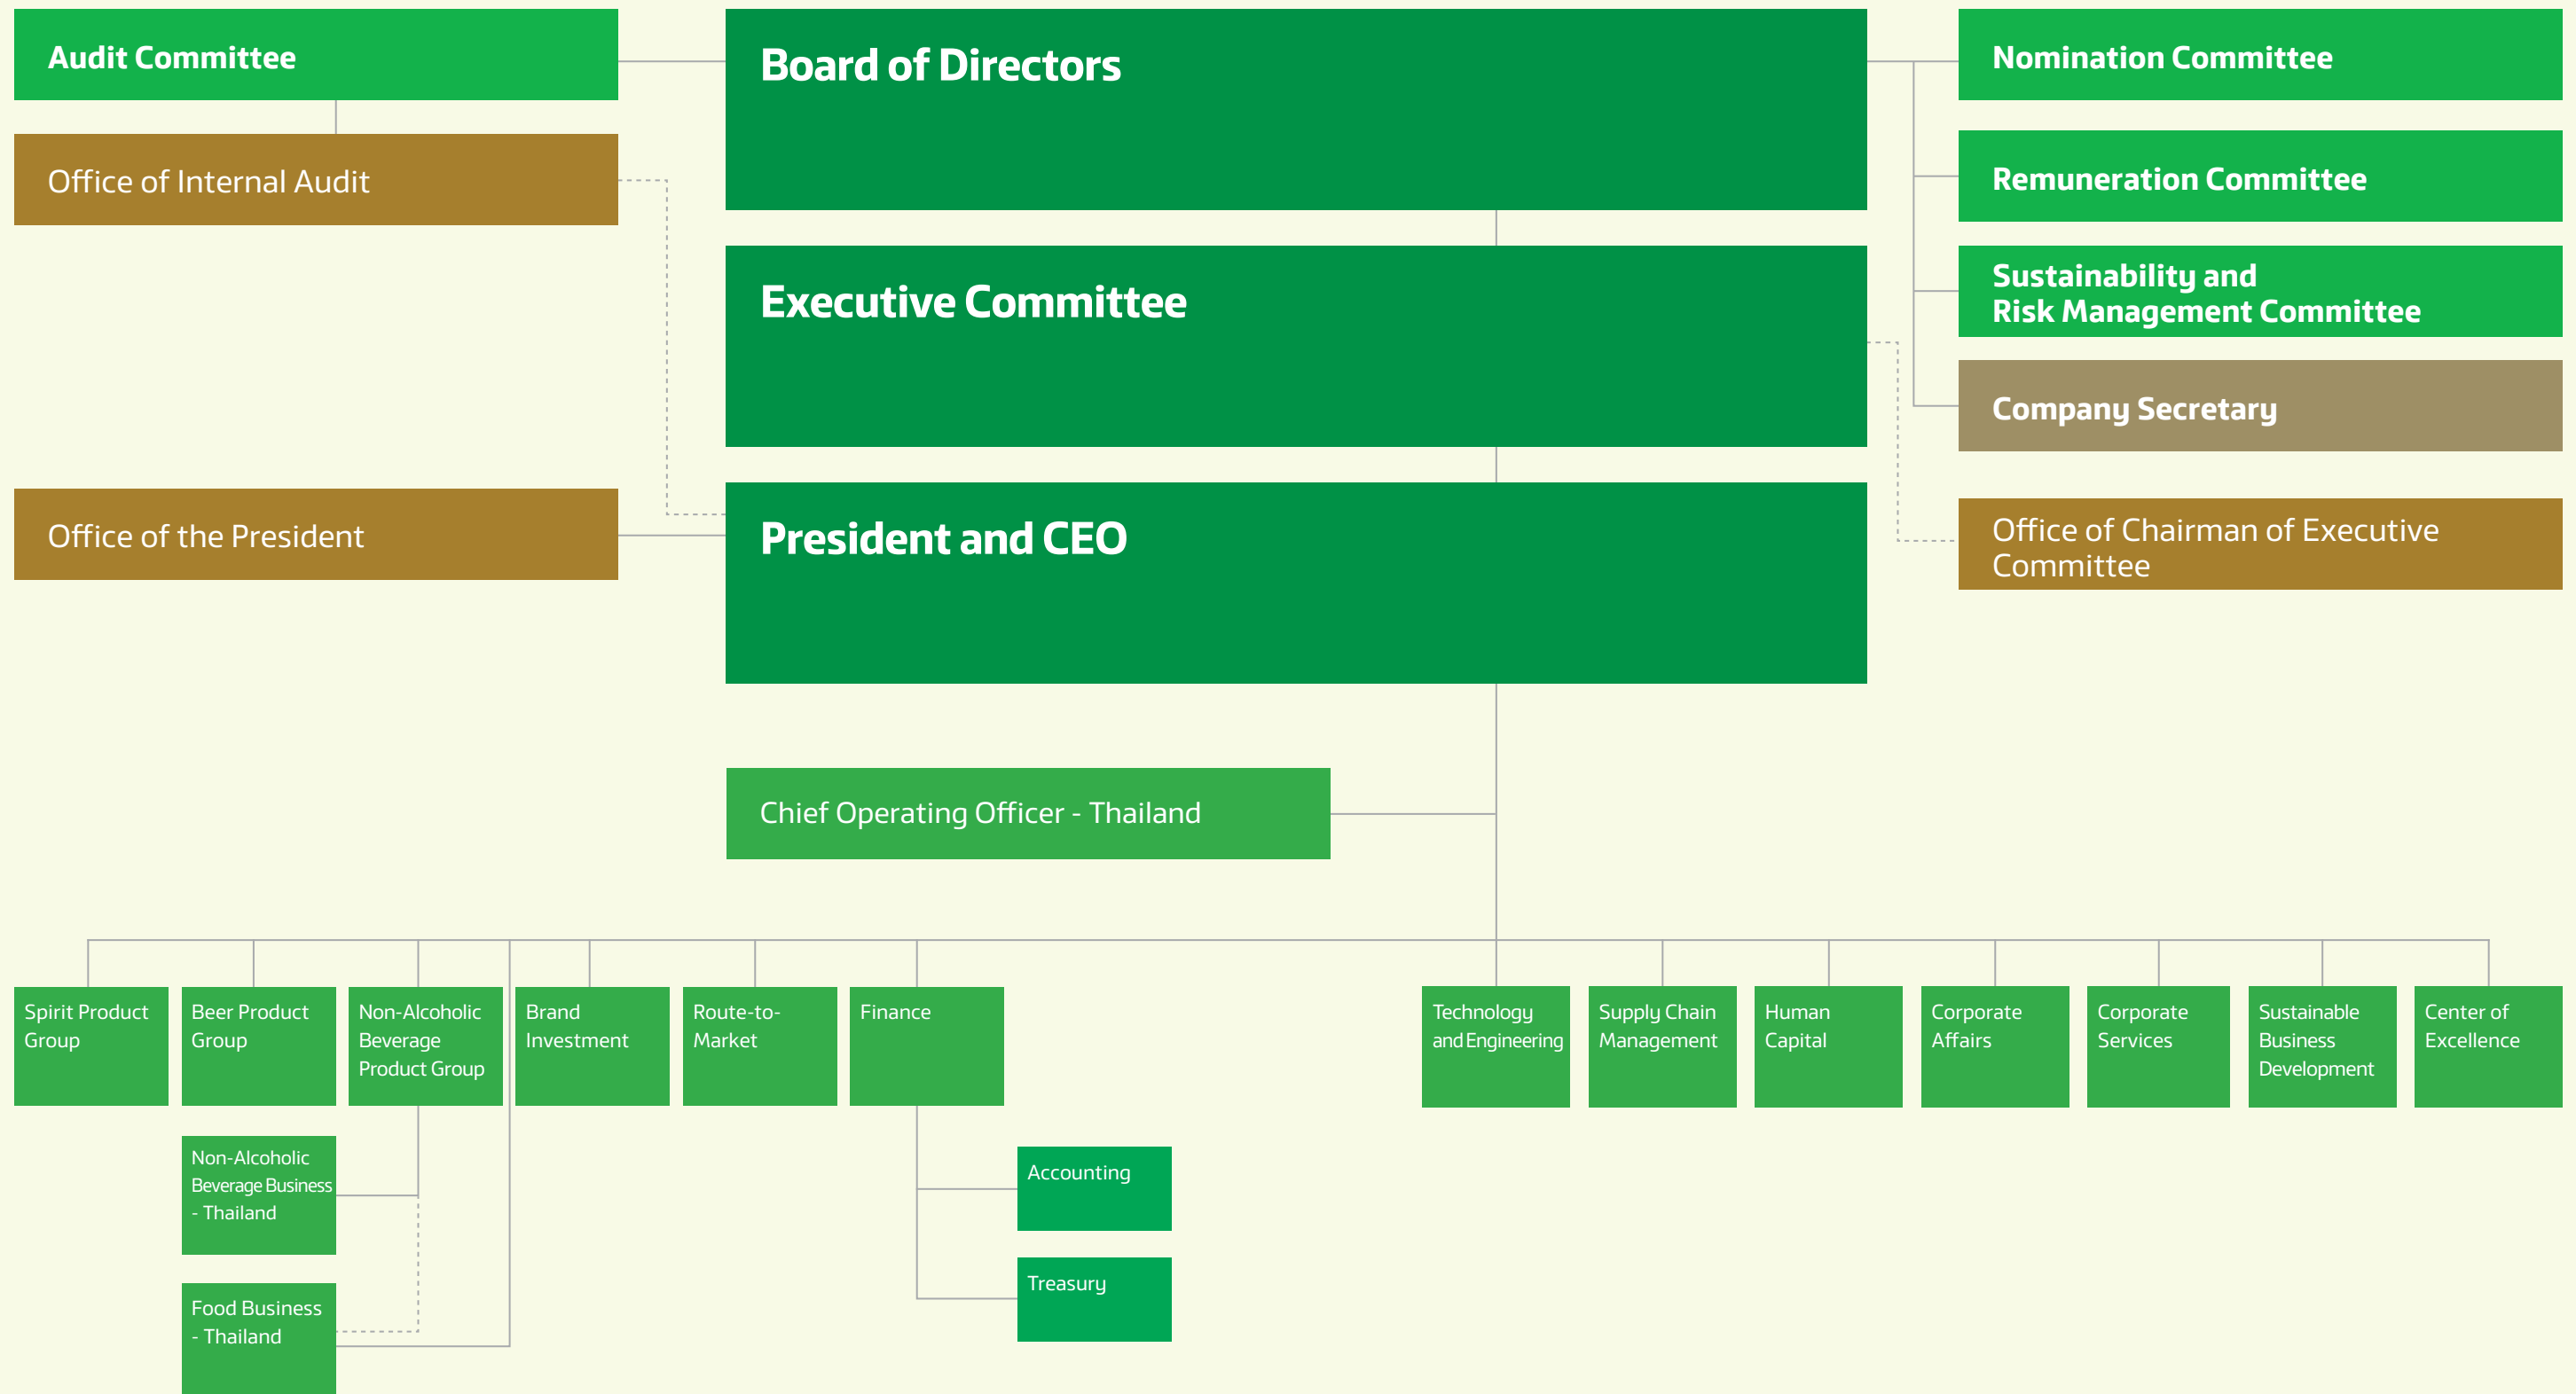 Audit Committee
Board of Directors
Nomination Committee
Office of Internal Audit
Remuneration Committee
Executive Committee
Sustainability and
Risk Management Committee
Company Secretary
Office of the President
President and CEO
Office of Chairman of Executive
Committee
Chief Operating Officer - Thailand
Spirit Product
Group
Beer Product
Group
Non-Alcoholic
Beverage
Product Group
Brand
Investment
Route-to-
Market
Finance
Technology
and Engineering
Supply Chain
Management
Human
Capital
Corporate
Affairs
Corporate
Services
Sustainable
Business
Development
Center of
Excellence
Non-Alcoholic
Beverage Business
- Thailand
Accounting
Treasury
Food Business
- Thailand